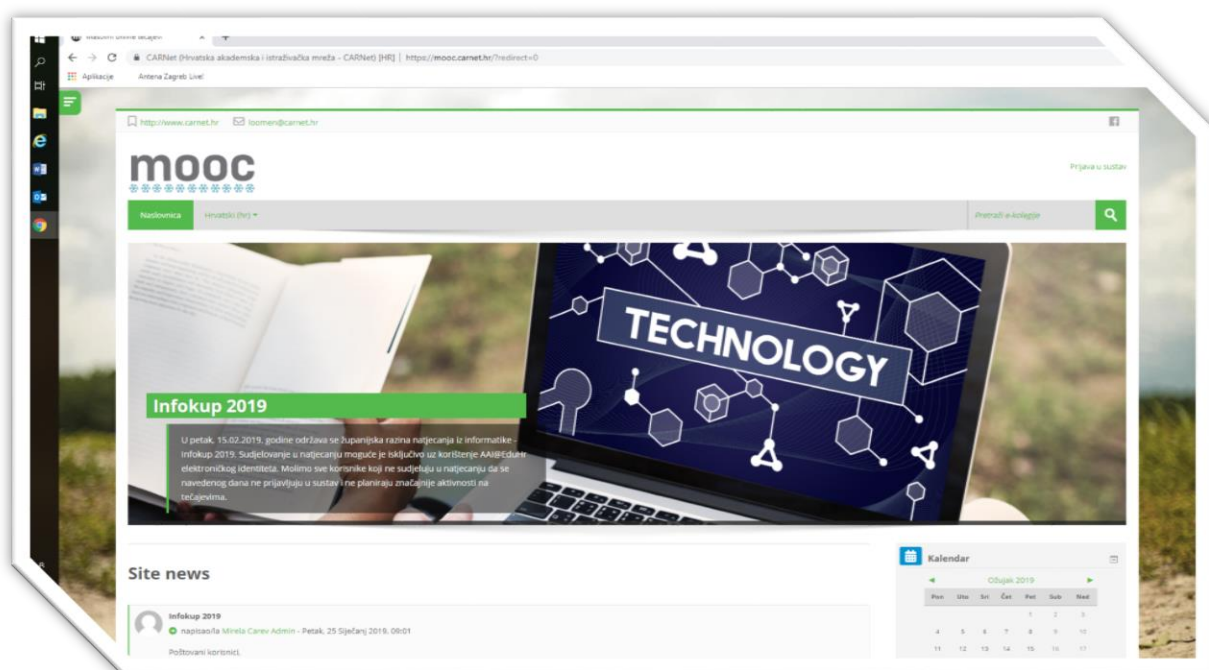 CARNet (Hrvatska akademska i istraživačka mreža - CARNet) [HR] | https://mooc.carnet.hr/?redirect=0
Aplikacije Antena Zagreb Live!
http://www.carnet.hr loomen@carnet.hr
mooc
Prijava u sustav
Naslovnica Hrvatski (hr) Pretraži e-kolegije
TECHNOLOGY
Infokup 2019
U petak, 15.02.2019. godine održava se županijska razina natjecanja iz informatike -
Infokup 2019. Sudjelovanje u natjecanju moguće je isključivo uz korištenje AAI@EduHr
elektroničkog identiteta. Molimo sve korisnike koji ne sudjeluju u natjecanju da se
navedenog dana ne prijavljuju u sustav i ne planiraju značajnije aktivnosti na
tečajevima.
Site news
Infokup 2019
napisao/la Mirela Carev Admin - Petak, 25 Siječanj 2019, 09:01
Poštovani korisnici,
Kalendar
Ožujak 2019
Pon Uto Sri Čet Pet Sub Ned
1 2 3
4 5 6 7 8 9 10
11 12 13 14 15 16 17